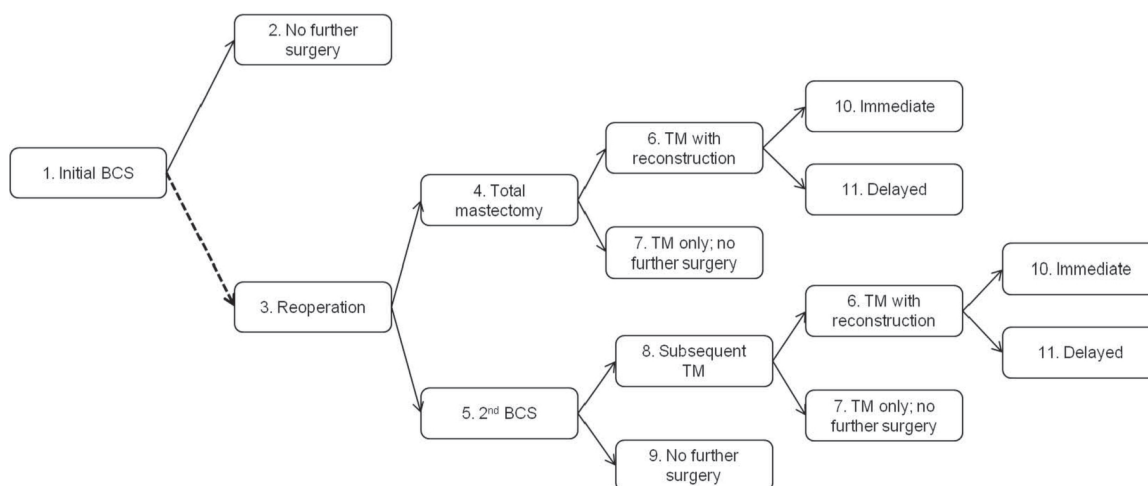 2. No further
surgery
1. Initial BCS
3. Reoperation
4. Total
mastectomy
5. 2nd BCS
6. TM with
reconstruction
7. TM only; no
further surgery
10. Immediate
11. Delayed
8. Subsequent
TM
9. No further
surgery
6. TM with
reconstruction
7. TM only; no
further surgery
10. Immediate
11. Delayed